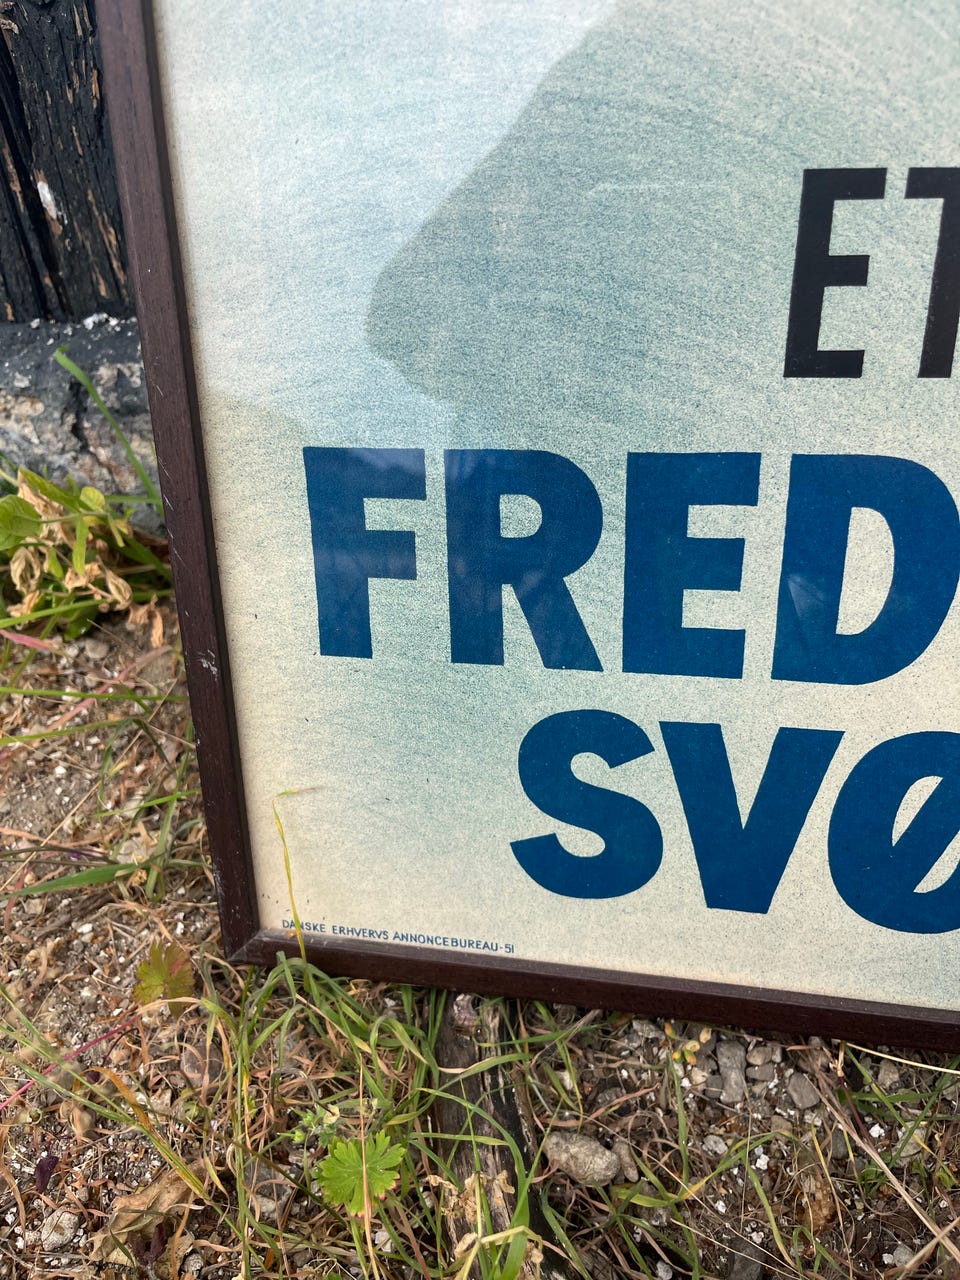 ET
FRED
SVØ
DANSKE ERHVERVS ANNONCEBUREAU-51